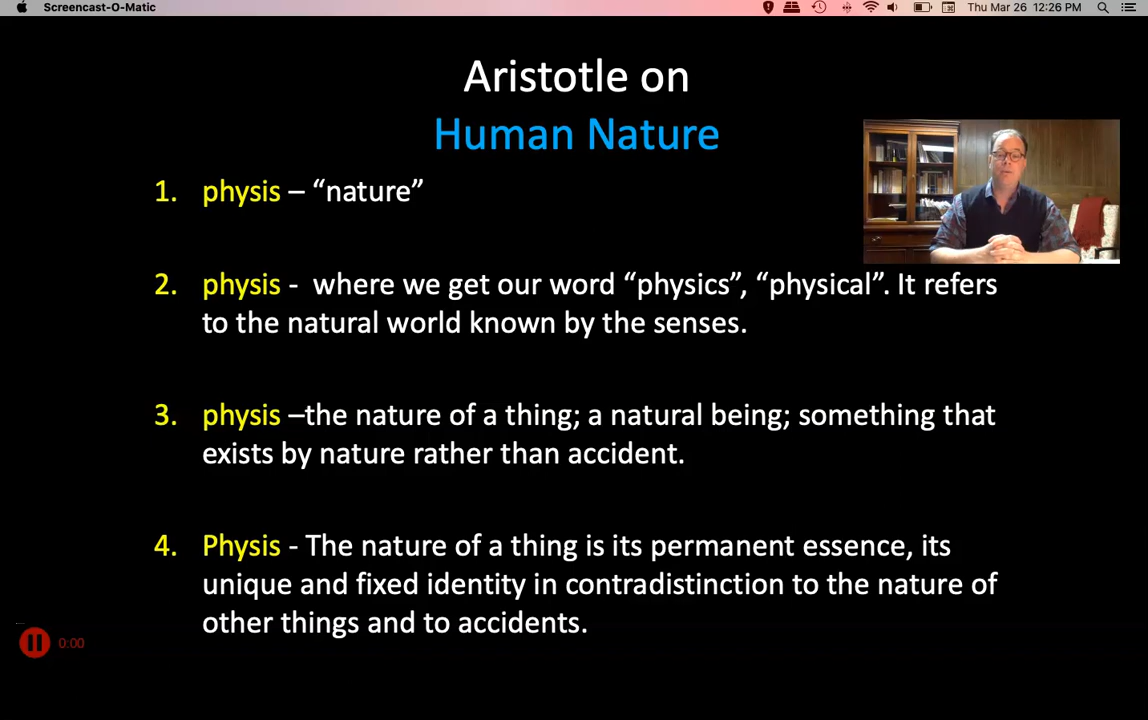 Screencast-O-Matic
Thu Mar 26 12:26 PM
Aristotle on
Human Nature
1. physis – “nature”
2. physis - where we get our word “physics”, “physical”. It refers
to the natural world known by the senses.
3. physis –the nature of a thing; a natural being; something that
exists by nature rather than accident.
4. Physis - The nature of a thing is its permanent essence, its
unique and fixed identity in contradistinction to the nature of
other things and to accidents.
0:00